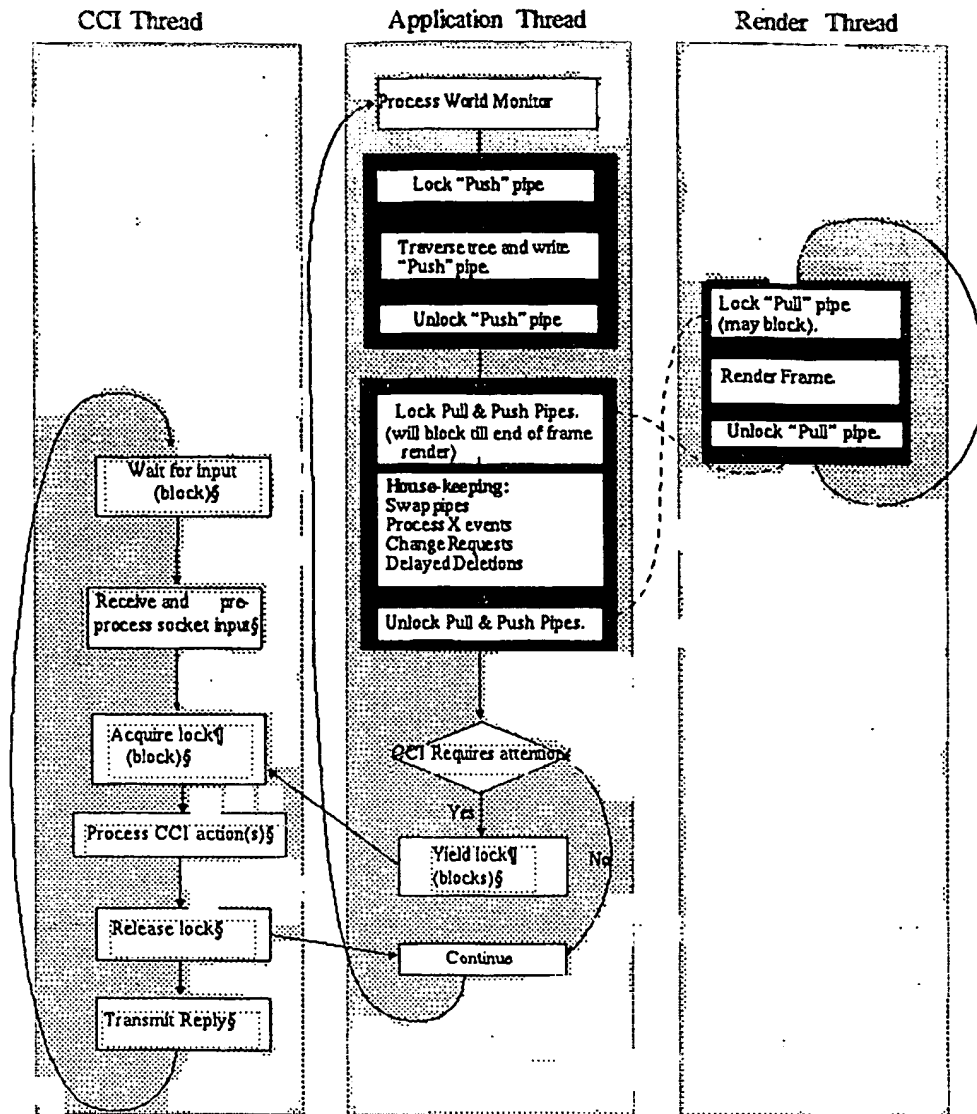 CCI Thread
Application Thread
Render Thread
Process World Monitor
Lock "Push" pipe
Traverse tree and write
"Push" pipe.
Unlock "Push" pipe
Lock Pull & Push Pipes.
(will block till end of frame
render)
House-keeping:
Swap pipes
Process X events
Change Requests
Delayed Deletions
Unlock Pull & Push Pipes.
CCI Requires attention
Yes
No
Yield lock¶
(blocks)§
Continue
Wait for input
(block)§
Receive and pre-
process socket input§
Acquire lock¶
(block)§
Process CCI action(s)§
Release lock§
Transmit Reply§
Lock "Pull" pipe
(may block).
Render Frame.
Unlock "Pull" pipe.